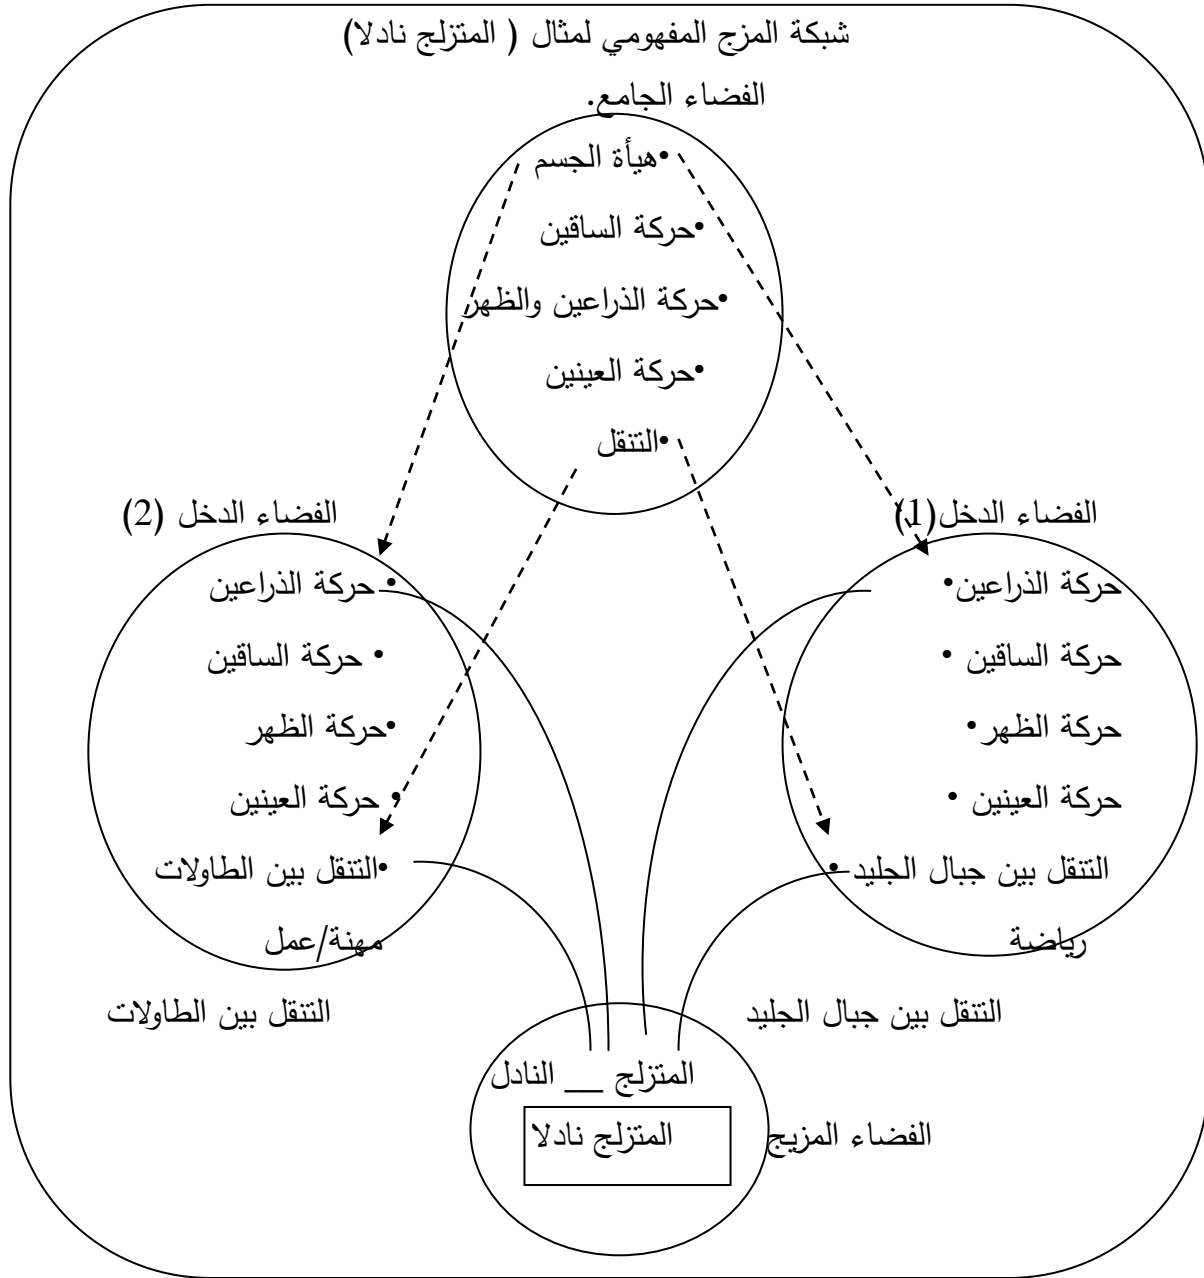 شبكة المزج المفهومي لمثال ( المتزلج نادلا)
الفضاء الجامع.
•هيأة الجسم
•حركة الساقين
•حركة الذراعين والظهر
•حركة العينين
•التنقل
الفضاء الدخل(1)
حركة الذراعين•
حركة الساقين •
حركة الظهر•
حركة العينين •
التنقل بين جبال الجليد •
رياضة
التنقل بين جبال الجليد
الفضاء الدخل (2)
• حركة الذراعين
• حركة الساقين
•حركة الظهر
• حركة العينين
•التنقل بين الطاولات
مهنة/عمل
التنقل بين الطاولات
المتزلج __ النادل
المتزلج نادلا
الفضاء المزيج